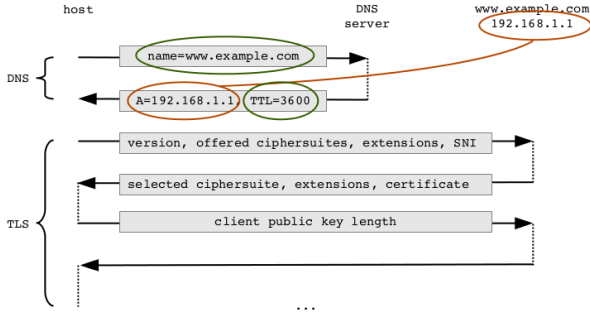 host
DNS
server
www.example.com
192.168.1.1
name=www.example.com
DNS
A=192.168.1.1, TTL=3600
version, offered ciphersuites, extensions, SNI
selected ciphersuite, extensions, certificate
TLS
client public key length
...